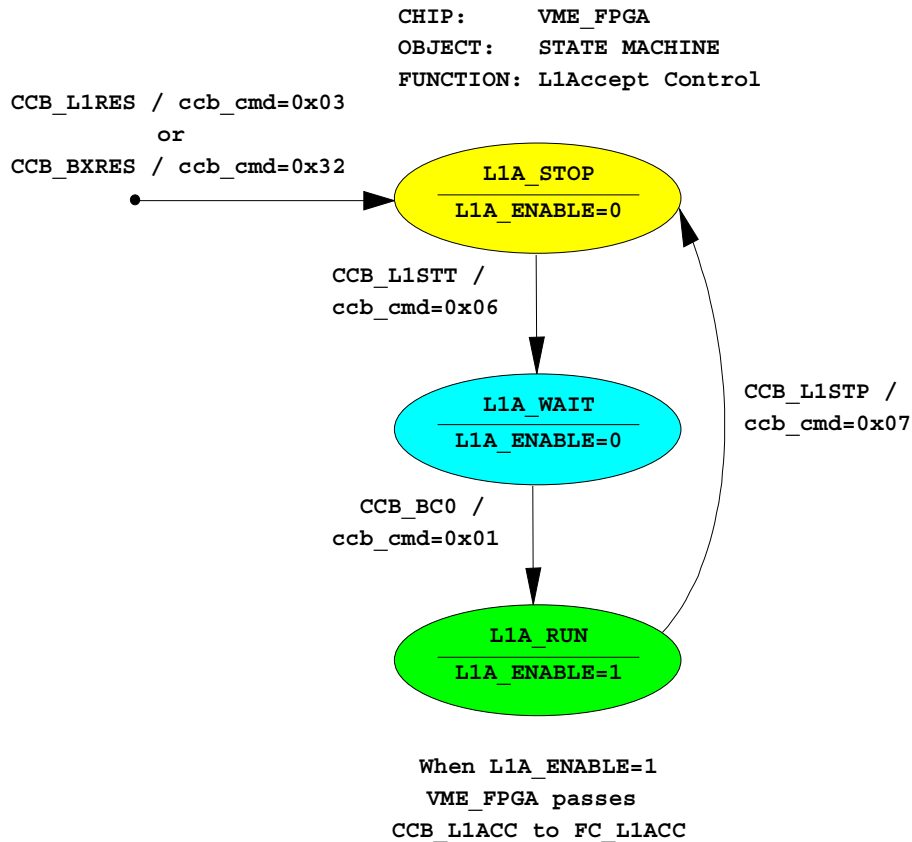 CHIP: VME_FPGA
OBJECT: STATE MACHINE
FUNCTION: L1Accept Control
CCB_L1RES / ccb_cmd=0x03
or
CCB_BXRES / ccb_cmd=0x32
L1A_STOP
L1A_ENABLE=0
CCB_L1STT /
ccb_cmd=0x06
L1A_WAIT
L1A_ENABLE=0
CCB_L1STP /
ccb_cmd=0x07
CCB_BC0 /
ccb_cmd=0x01
L1A_RUN
L1A_ENABLE=1
When L1A_ENABLE=1
VME_FPGA passes
CCB_L1ACC to FC_L1ACC